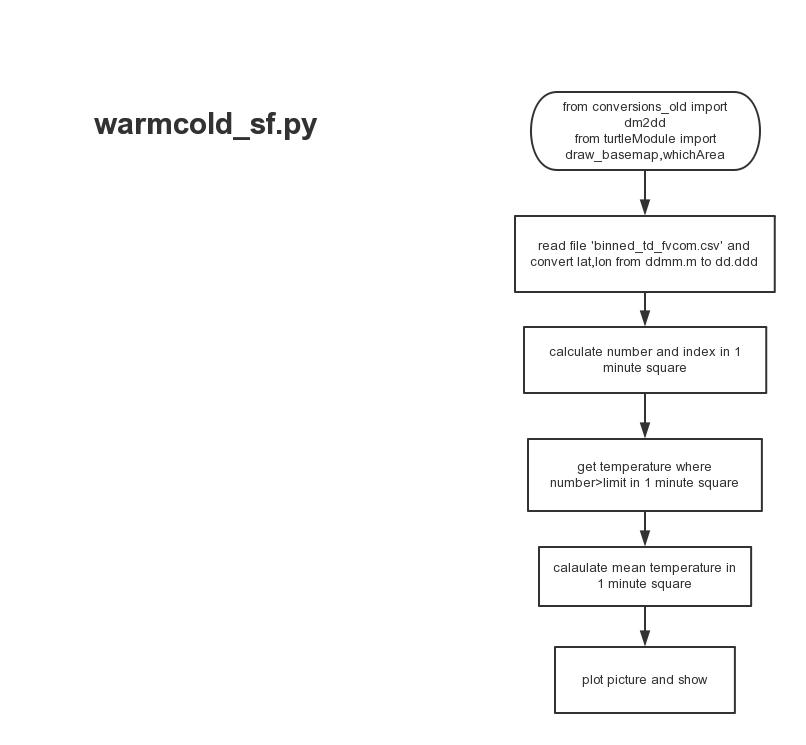 warmcold_sf.py
from conversions_old import
dm2dd
from turtleModule import
draw_basemap,whichArea
read file 'binned_td_fvcom.csv' and
convert lat,lon from ddmm.m to dd.ddd
calculate number and index in 1
minute square
get temperature where
number>limit in 1 minute square
calaulate mean temperature in
1 minute square
plot picture and show